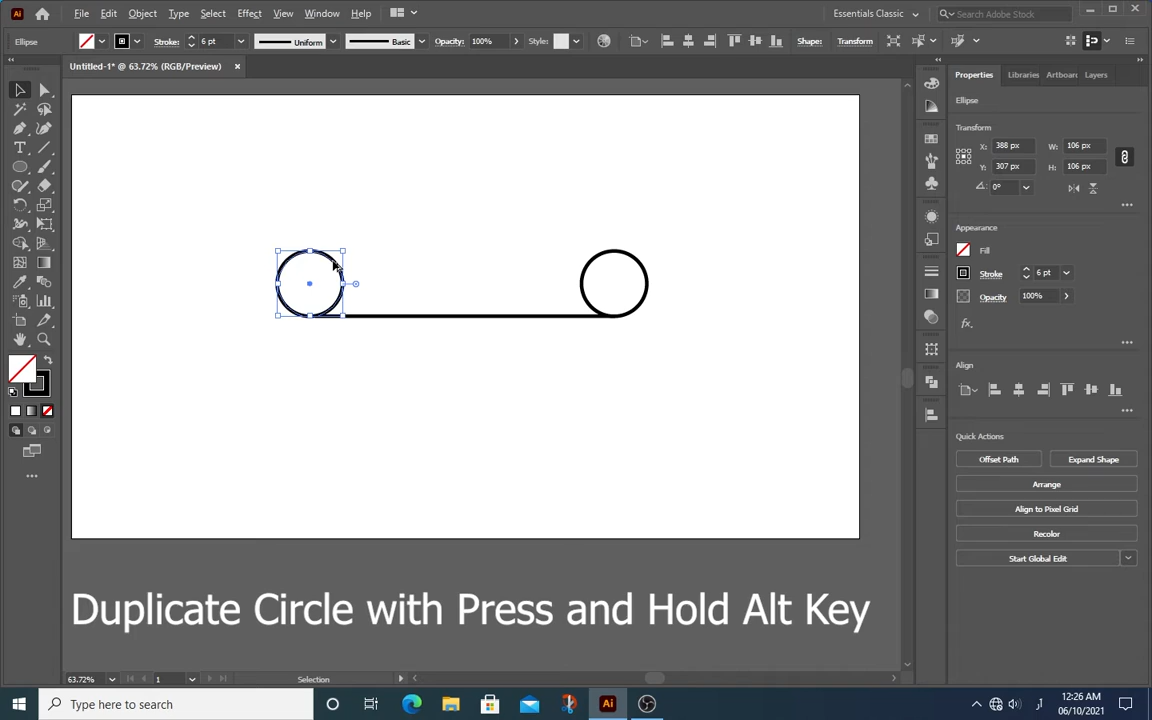 Ai File Edit Object Type Select Effect View Window Help Essentials Classic Search Adobe Stock
Ellipse Stroke: 6 pt Uniform Basic Opacity: 100% Style: Shape: Transform
Untitled-1* @ 63.72% (RGB/Preview) ×
Properties Libraries Artboard Layers
Ellipse
Transform
X: 388 px W: 106 px
Y: 307 px H: 106 px
0°
Appearance
Fill
Stroke 6 pt
Opacity 100%
fx.
Align
Quick Actions
Offset Path Expand Shape
Arrange
Align to Pixel Grid
Recolor
Start Global Edit
Duplicate Circle with Press and Hold Alt Key
63.72% 1 Selection
Type here to search Ai 12:26 AM
06/10/2021